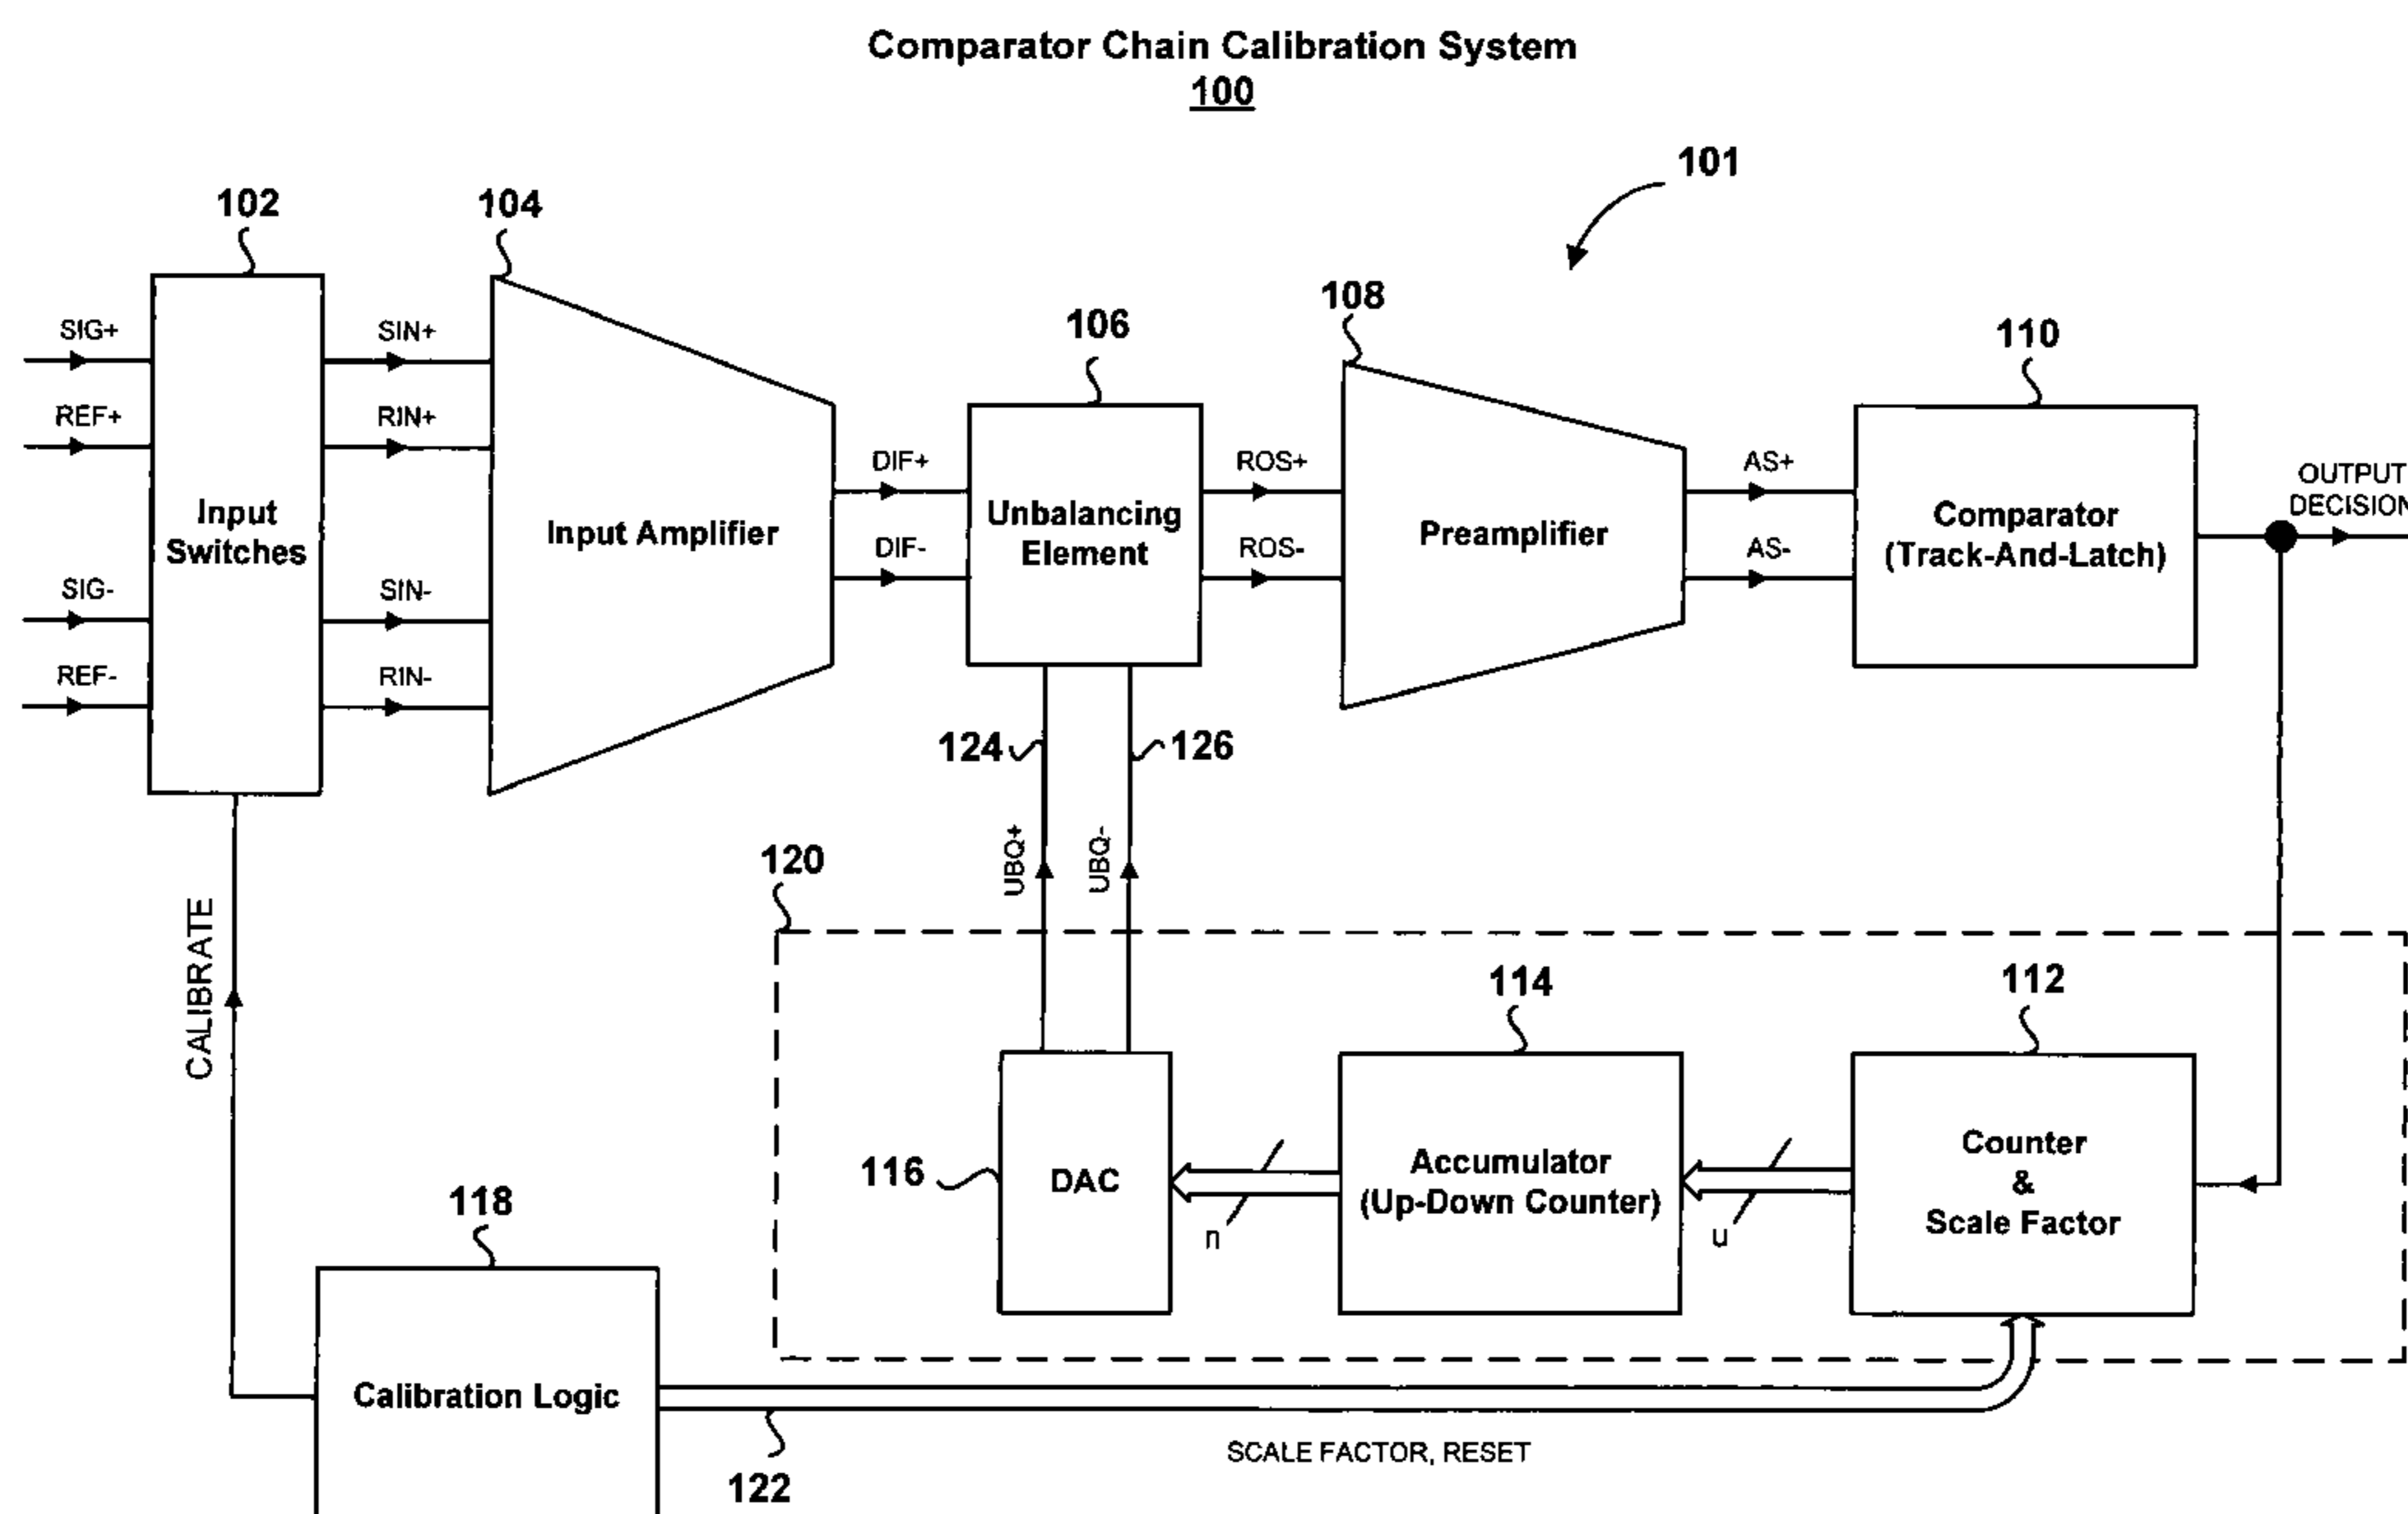 Comparator Chain Calibration System
100
101
102
104
106
108
110
SIG+
REF+
SIG-
REF-
Input
Switches
SIN+
RIN+
SIN-
RIN-
Input Amplifier
DIF+
DIF-
Unbalancing
Element
ROS+
ROS-
Preamplifier
AS+
AS-
Comparator
(Track-And-Latch)
OUTPUT
DECISION
124
126
UBQ+
UBQ-
CALIBRATE
120
114
112
116
DAC
n
Accumulator
(Up-Down Counter)
u
Counter
&
Scale Factor
118
Calibration Logic
122
SCALE FACTOR, RESET